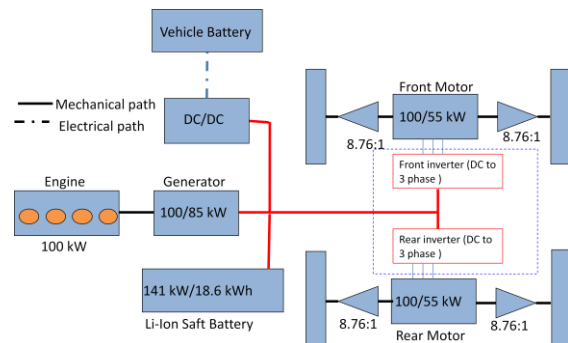 Vehicle Battery
Front Motor
Mechanical path
Electrical path
DC/DC
100/55 kW
8.76:1
8.76:1
Front inverter (DC to
3 phase )
Engine
Generator
100/85 kW
100 kW
Rear inverter (DC to
3 phase )
141 kW/18.6 kWh
Li-Ion Saft Battery
100/55 kW
8.76:1
8.76:1
Rear Motor